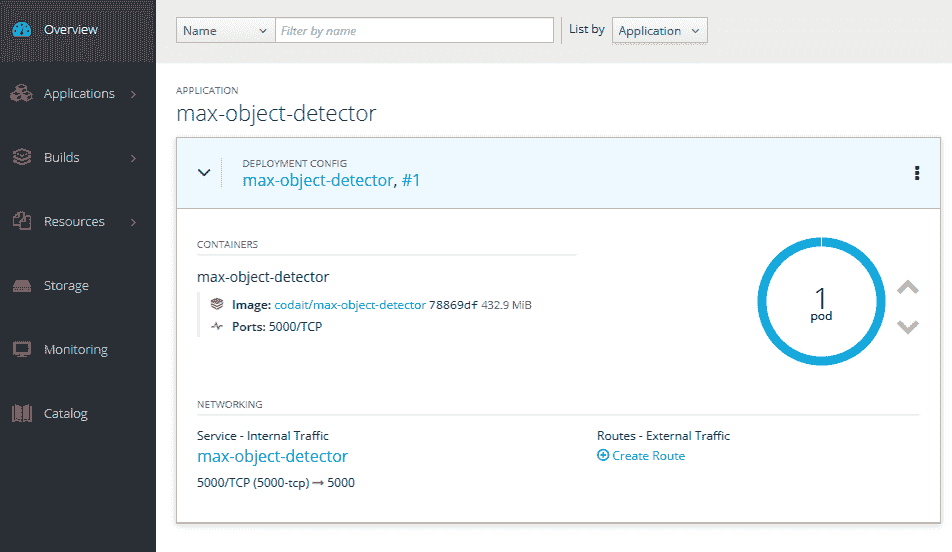 Overview
Applications
Builds
Resources
Storage
Monitoring
Catalog
Name
Filter by name
List by
Application
APPLICATION
max-object-detector
DEPLOYMENT CONFIG
max-object-detector, #1
CONTAINERS
max-object-detector
Image: codait/max-object-detector 78869df 432.9 MiB
Ports: 5000/TCP
1
pod
NETWORKING
Service - Internal Traffic
max-object-detector
5000/TCP (5000-tcp) → 5000
Routes - External Traffic
Create Route